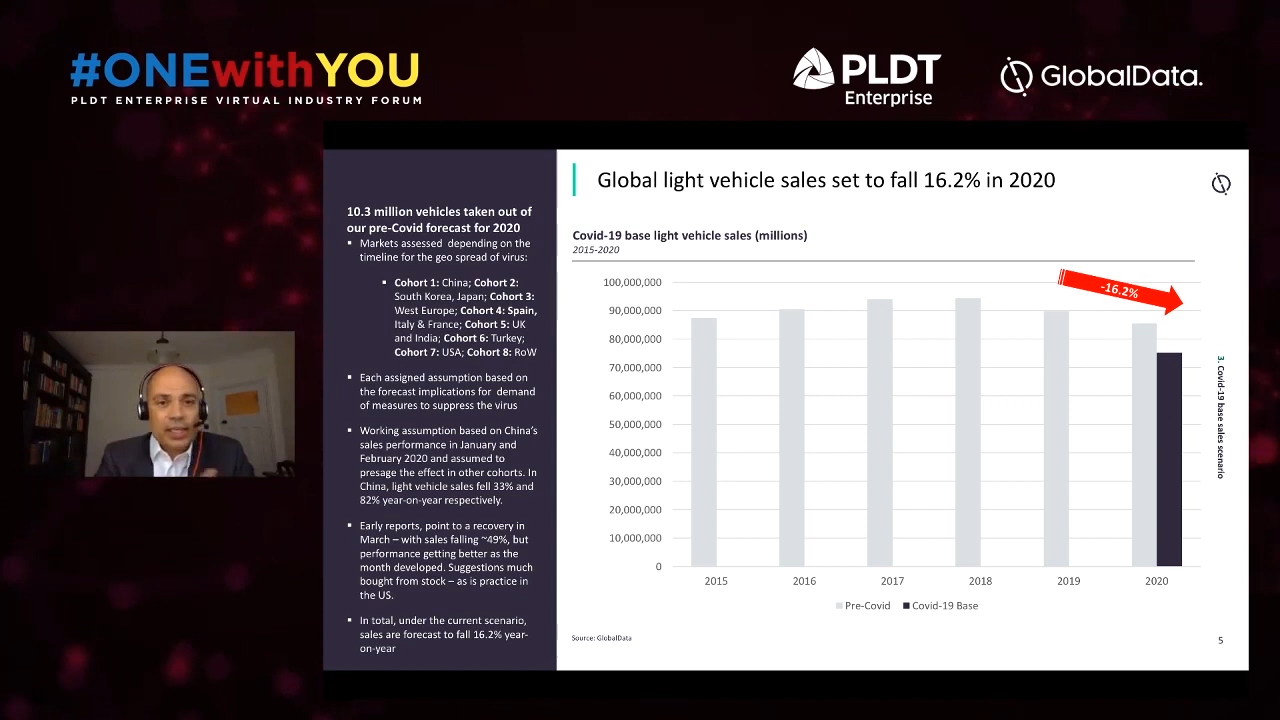 #ONEwithYOU
PLDT ENTERPRISE VIRTUAL INDUSTRY FORUM
PLDT
Enterprise
GlobalData.
10.3 million vehicles taken out of
our pre-Covid forecast for 2020
▪ Markets assessed depending on the
timeline for the geo spread of virus:
▪ Cohort 1: China; Cohort 2:
South Korea, Japan; Cohort 3:
West Europe; Cohort 4: Spain,
Italy & France; Cohort 5: UK
and India; Cohort 6: Turkey;
Cohort 7: USA; Cohort 8: RoW
▪ Each assigned assumption based on
the forecast implications for demand
of measures to suppress the virus
▪ Working assumption based on China's
sales performance in January and
February 2020 and assumed to
presage the effect in other cohorts. In
China, light vehicle sales fell 33% and
82% year-on-year respectively.
▪ Early reports, point to a recovery in
March – with sales falling ~49%, but
performance getting better as the
month developed. Suggestions much
bought from stock – as is practice in
the US.
▪ In total, under the current scenario,
sales are forecast to fall 16.2% year-
on-year
Global light vehicle sales set to fall 16.2% in 2020
Covid-19 base light vehicle sales (millions)
2015-2020
100,000,000
90,000,000
80,000,000
70,000,000
60,000,000
50,000,000
40,000,000
30,000,000
20,000,000
10,000,000
0
-16.2%
2015 2016 2017 2018 2019 2020
Pre-Covid Covid-19 Base
3. Covid-19 base sales scenario
Source: GlobalData
5